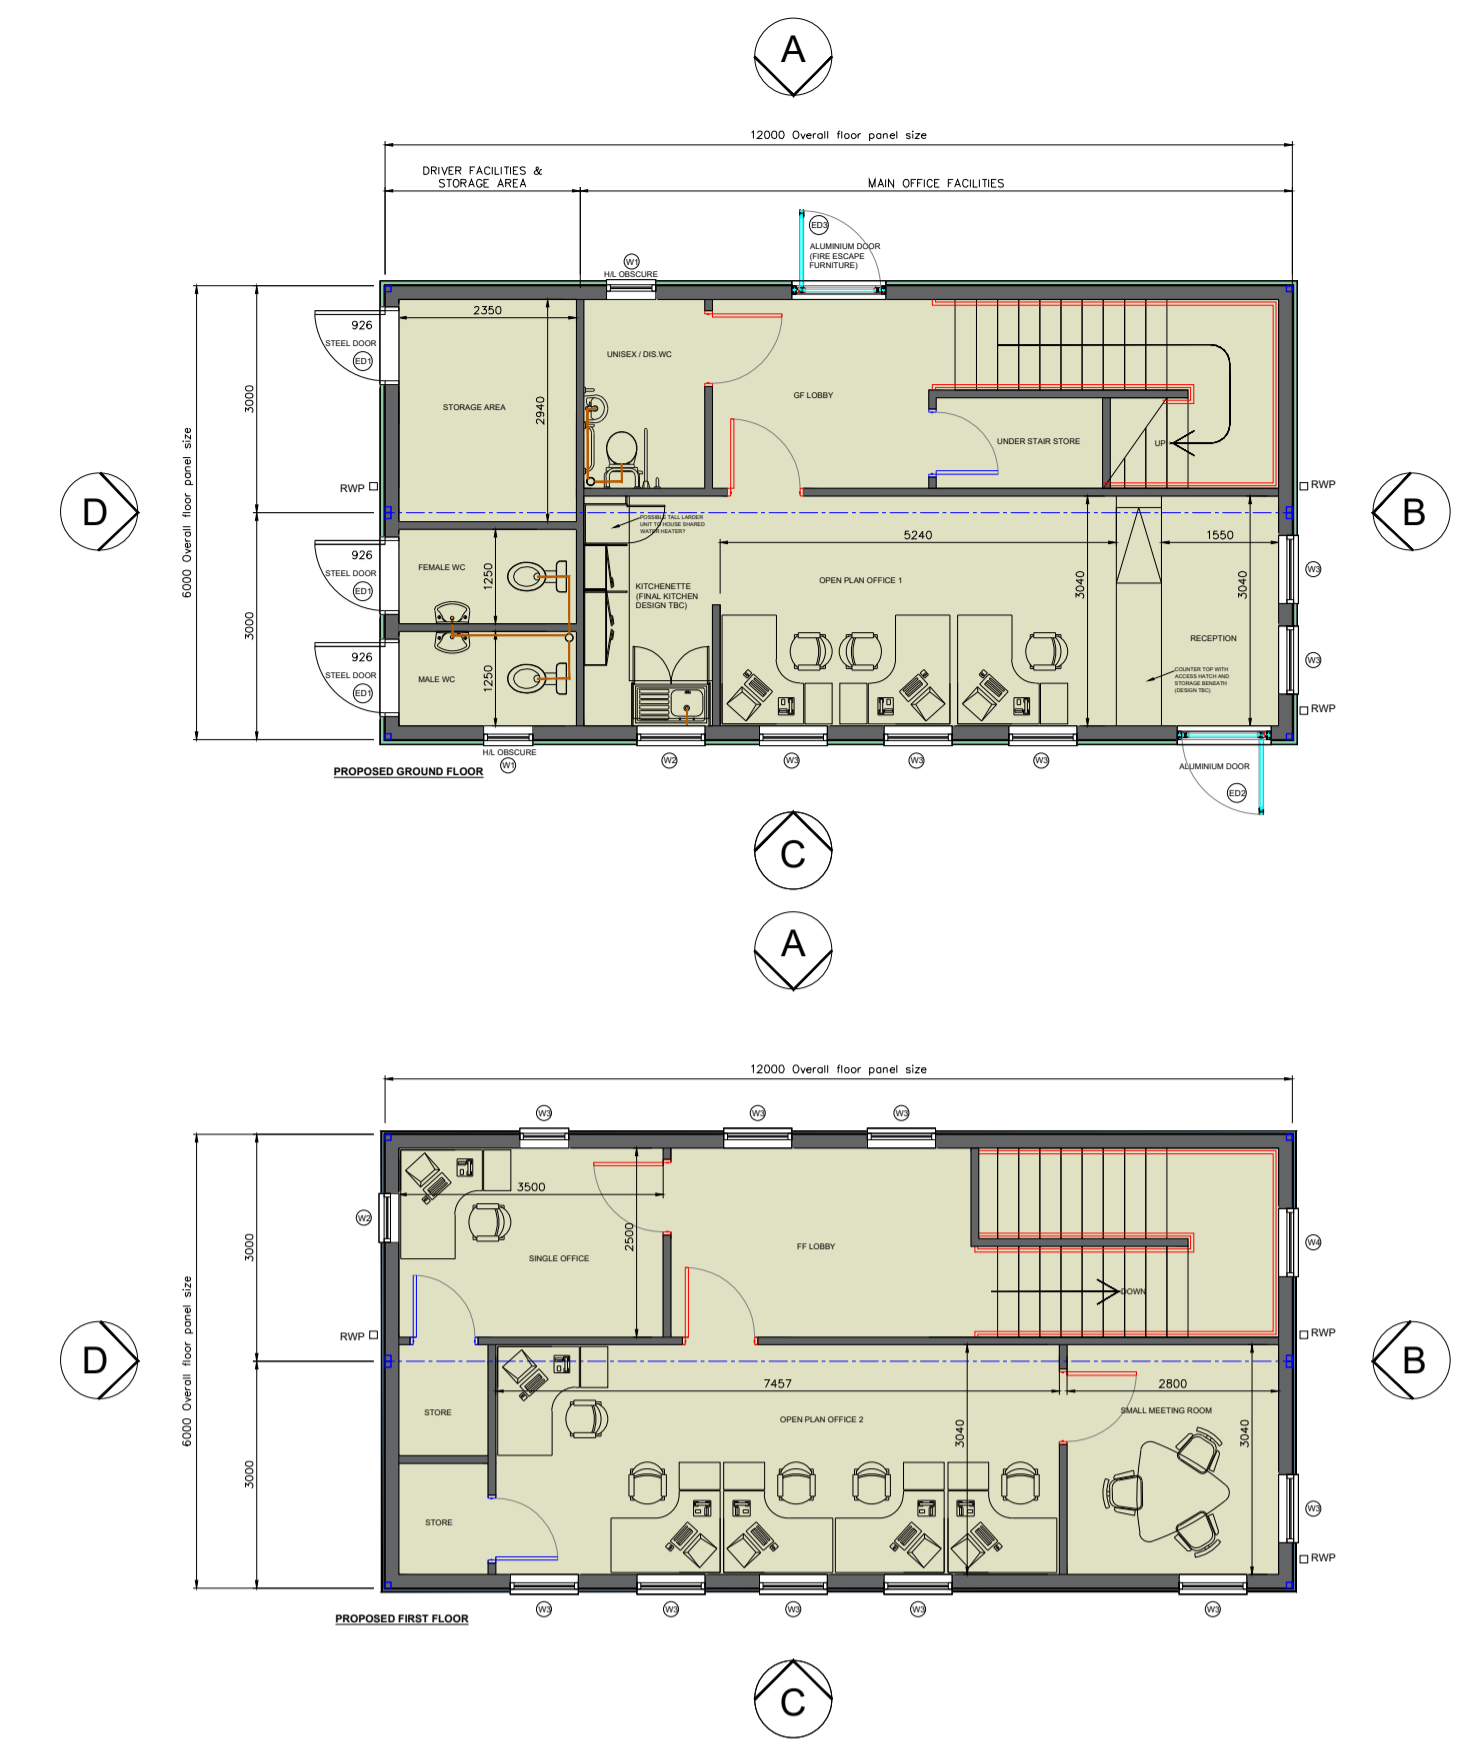 A
12000 Overall floor panel size
DRIVER FACILITIES &
STORAGE AREA
MAIN OFFICE FACILITIES
ED3
ALUMINIUM DOOR
(FIRE ESCAPE
FURNITURE)
W1
H/L OBSCURE
926
STEEL DOOR
ED1
2350
2940
STORAGE AREA
UNISEX / DIS.WC
GF LOBBY
UNDER STAIR STORE
UP
3000
6000 Overall floor panel size
3000
RWP
RWP
D
B
POSSIBLE TALL LARDER
UNIT TO HOUSE SHARED
WATER HEATER?
926
STEEL DOOR
ED1
FEMALE WC
1250
KITCHENETTE
(FINAL KITCHEN
DESIGN TBC)
5240
OPEN PLAN OFFICE 1
3040
1550
3040
W3
RECEPTION
COUNTER TOP WITH
ACCESS HATCH AND
STORAGE BENEATH
(DESIGN TBC)
W3
926
STEEL DOOR
ED1
MALE WC
1250
RWP
H/L OBSCURE
W1
W2
W3
W3
W3
ALUMINIUM DOOR
ED2
PROPOSED GROUND FLOOR
C
A
12000 Overall floor panel size
W3
W3
W3
W2
3500
2500
SINGLE OFFICE
FF LOBBY
DOWN
W4
3000
6000 Overall floor panel size
3000
RWP
RWP
D
B
7457
2800
STORE
OPEN PLAN OFFICE 2
3040
SMALL MEETING ROOM
3040
STORE
W3
RWP
W3
W3
W3
W3
W3
PROPOSED FIRST FLOOR
C